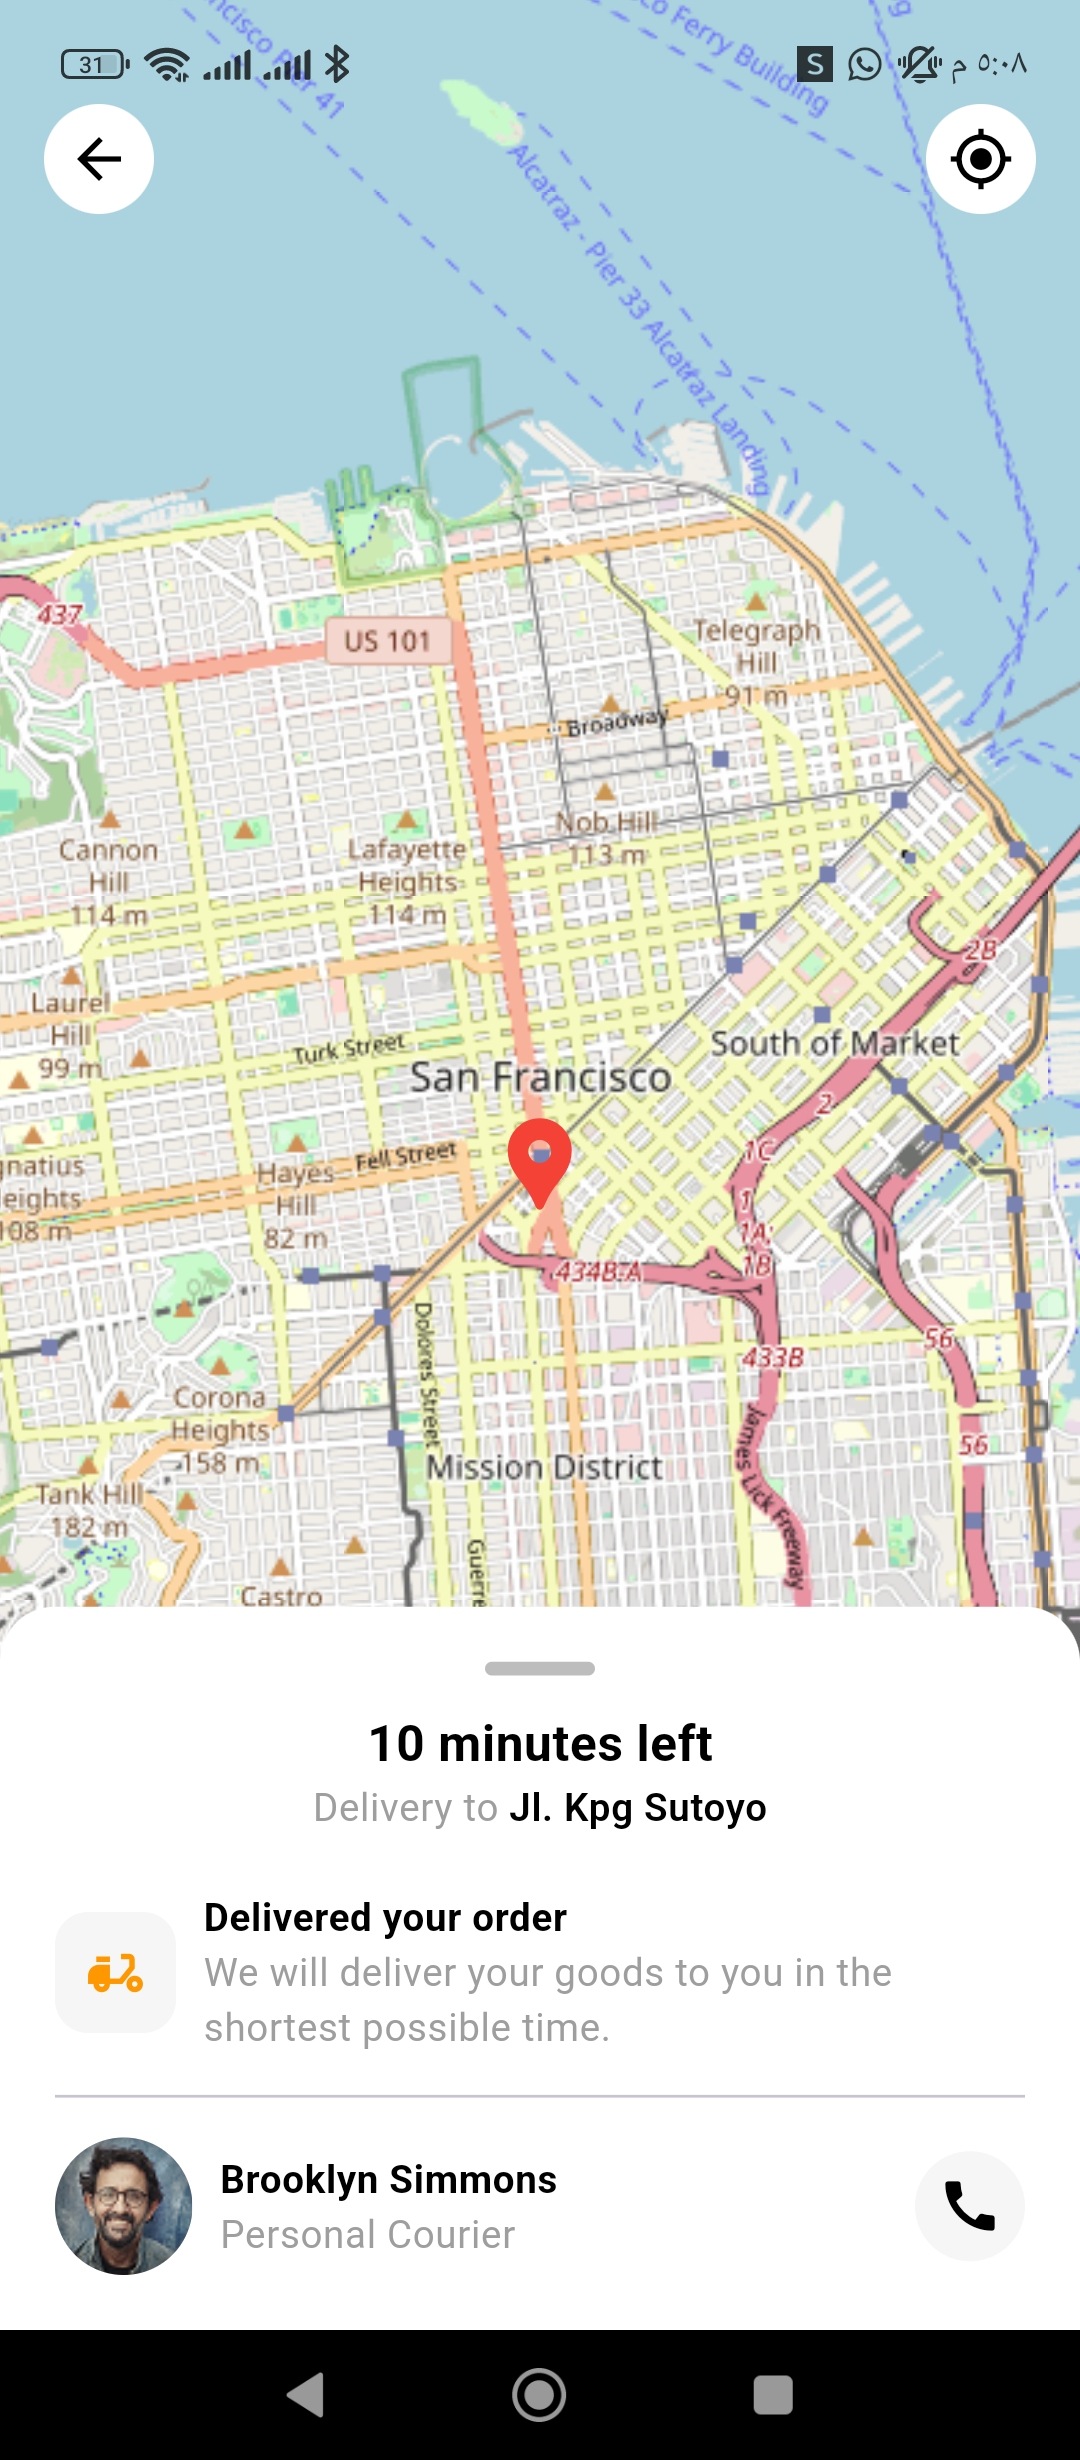 31
S
م ٥:٠٨
ncisco Pier 41
co Ferry Building
Alcatraz - Pier 33 Alcatraz Landing
437
US 101
Telegraph
Hill
91 m
Broadway
Nob Hill
113 m
Cannon
Hill
114 m
Lafayette
Heights
114 m
2B
Laurel
Hill
99 m
Turk Street
South of Market
San Francisco
2
1C
gnatius
eights
108 m
Hayes
Hill
82 m
Fell Street
1
1A;
1B
434B:A
Dolores Street
56
433B
Corona
Heights
158 m
James Lick Freeway
56
Mission District
Tank Hill
182 m
Guerre
Castro
10 minutes left
Delivery to Jl. Kpg Sutoyo
Delivered your order
We will deliver your goods to you in the
shortest possible time.
Brooklyn Simmons
Personal Courier